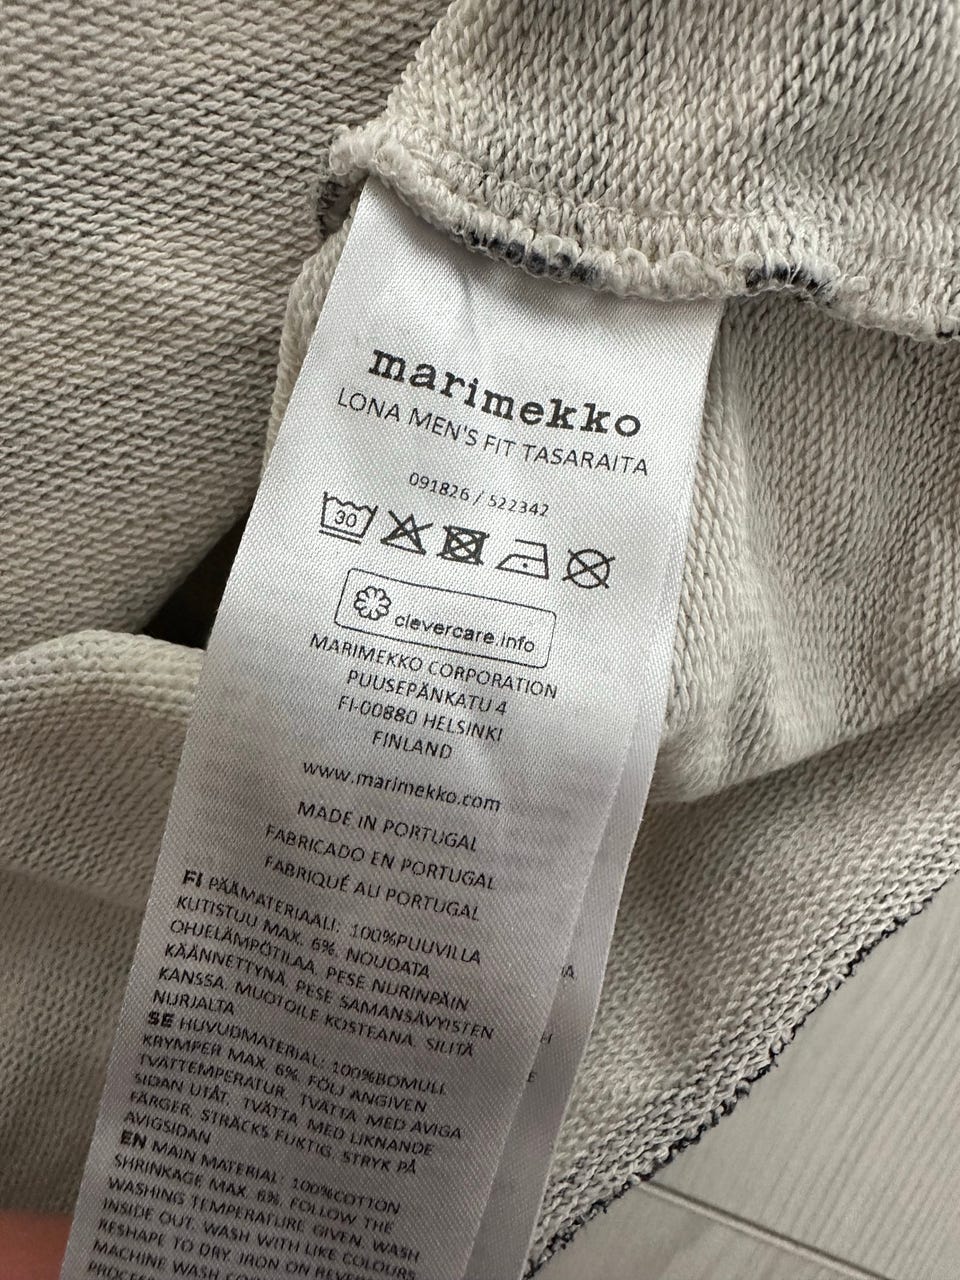 marimekko
LONA MEN'S FIT TASARAITA
091826 / 522342
30
clevercare.info
MARIMEKKO CORPORATION
PUUSEPÄNKATU 4
FI-00880 HELSINKI
FINLAND
www.marimekko.com
MADE IN PORTUGAL
FABRICADO EN PORTUGAL
FABRIQUÉ AU PORTUGAL
FI PÄÄMATERIAALI: 100%PUUVILLA
KUTISTUU MAX. 6%. NOUDATA
OHJELÄMPÖTILAA, PESE NURINPÄIN
KÄÄNNETTYNÄ, PESE SAMANSÄVYISTEN
KANSSA, MUOTOILE KOSTEANA, SILITÄ
NURJALTA
SE HUVUDMATERIAL: 100%BOMULL
KRYMPER MAX. 6%. FÖLJ ANGIVEN
TVÄTTEMPERATUR, TVÄTTA MED AVIGA
SIDAN UTÅT, TVÄTTA MED LIKNANDE
FÄRGER, STRÄCKS FUKTIG, STRYK PÅ
AVIGSIDAN
EN MAIN MATERIAL: 100%COTTON
SHRINKAGE MAX. 6%. FOLLOW THE
WASHING TEMPERATURE GIVEN, WASH
INSIDE OUT, WASH WITH LIKE COLOURS
RESHAPE TO DRY, IRON ON
MACHINE WASH